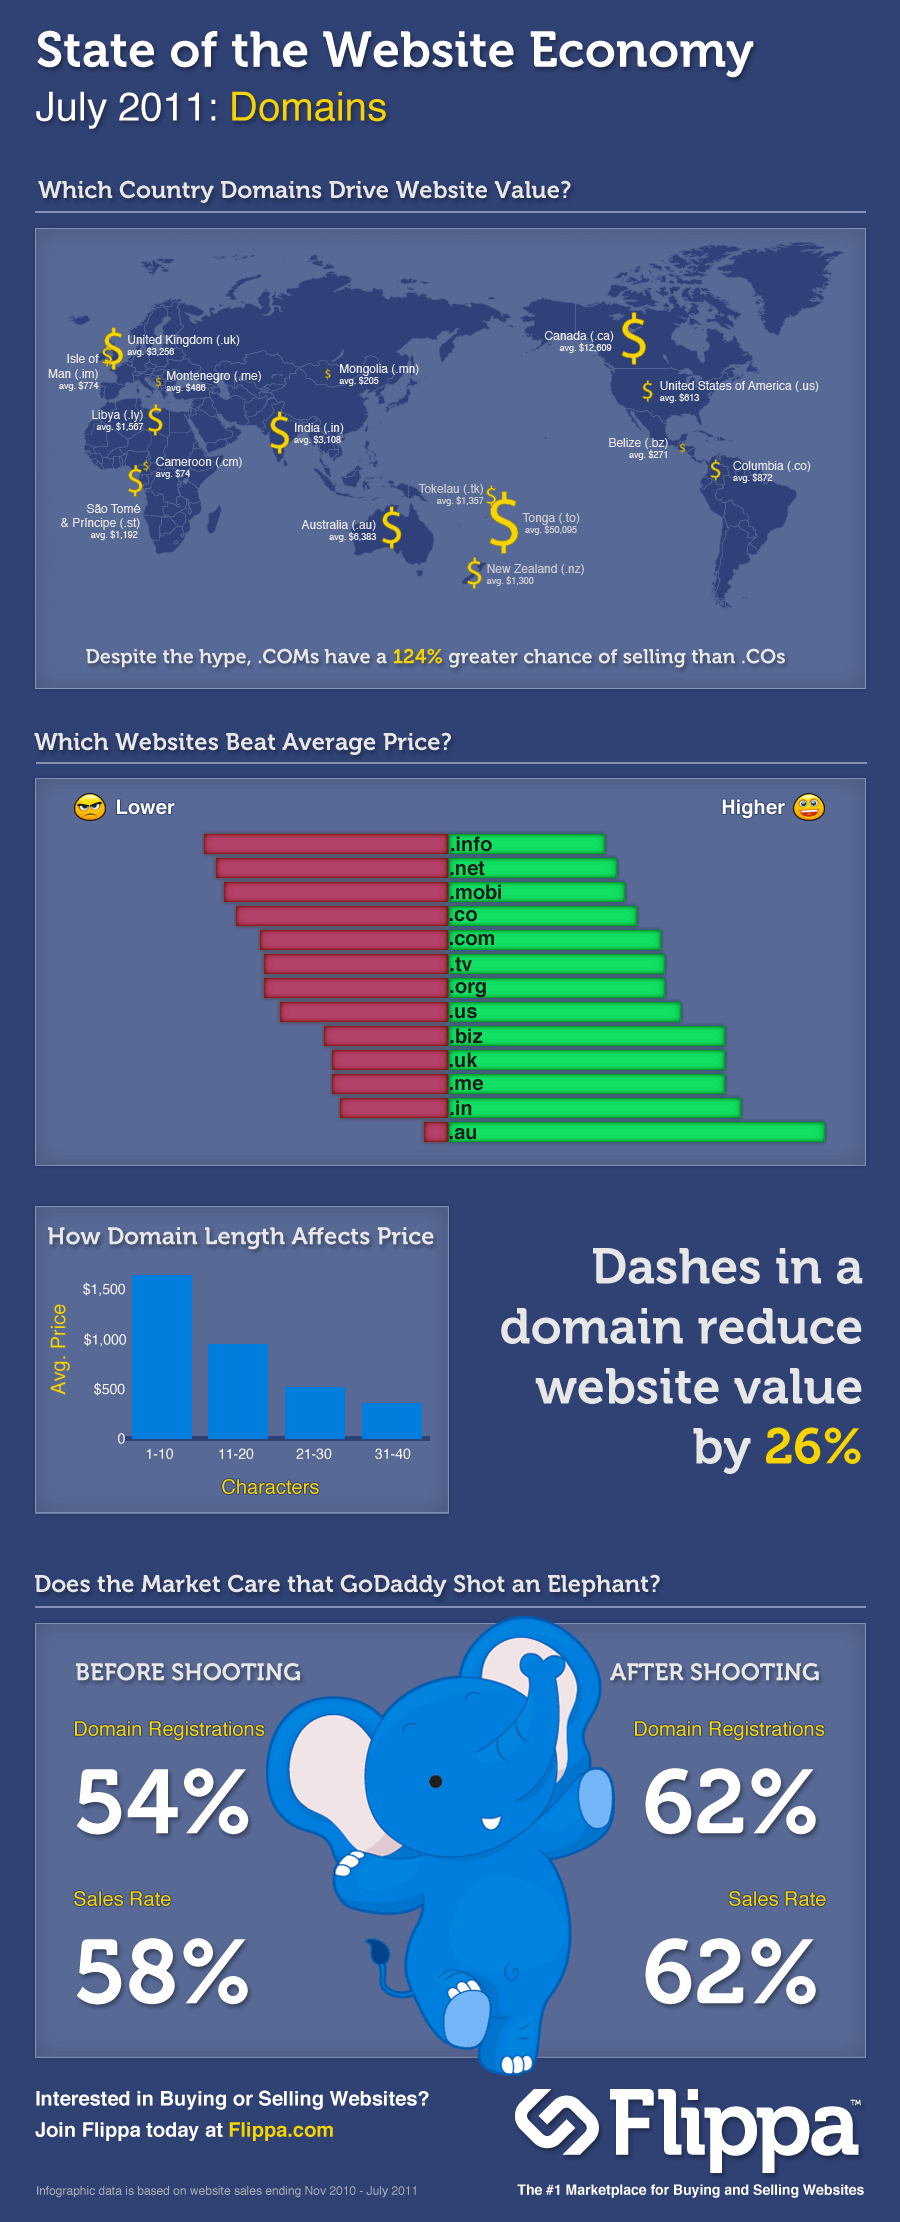 State of the Website Economy
July 2011: Domains
Which Country Domains Drive Website Value?
United Kingdom (.uk)
avg. $3,256
Isle of
Man (.im)
avg. $774
Montenegro (.me)
avg. $486
Mongolia (.mn)
avg. $205
Libya (.ly)
avg. $1,567
India (.in)
avg. $3,108
Cameroon (.cm)
avg. $74
São Tomé
& Príncipe (.st)
avg. $1,192
Canada (.ca)
avg. $12,609
United States of America (.us)
avg. $613
Belize (.bz)
avg. $271
Columbia (.co)
avg. $872
Tokelau (.tk)
avg. $1,357
Tonga (.to)
avg. $50,095
Australia (.au)
avg. $6,383
New Zealand (.nz)
avg. $1,300
Despite the hype, .COMs have a 124% greater chance of selling than .COs
Which Websites Beat Average Price?
Lower
Higher
.info
.net
.mobi
.co
.com
.tv
.org
.us
.biz
.uk
.me
.in
.au
How Domain Length Affects Price
Avg. Price
$1,500
$1,000
$500
0
1-10 11-20 21-30 31-40
Characters
Dashes in a
domain reduce
website value
by 26%
Does the Market Care that GoDaddy Shot an Elephant?
BEFORE SHOOTING
Domain Registrations
54%
Sales Rate
58%
AFTER SHOOTING
Domain Registrations
62%
Sales Rate
62%
Interested in Buying or Selling Websites?
Join Flippa today at Flippa.com
Infographic data is based on website sales ending Nov 2010 - July 2011
Flippa™
The #1 Marketplace for Buying and Selling Websites